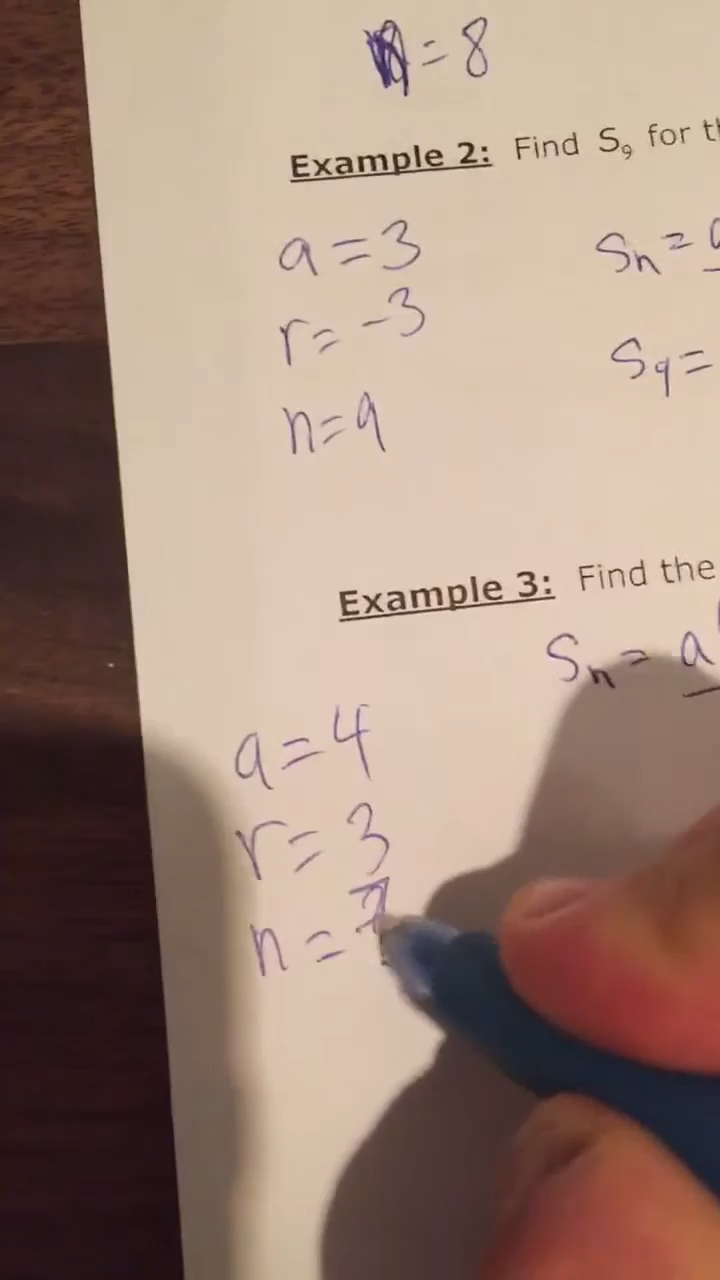 n = 8
Example 2: Find S₉ for
a = 3
r = -3
n = 9
Sn =
S9 =
Example 3: Find the
Sn = a
a = 4
r = 3
n = 7